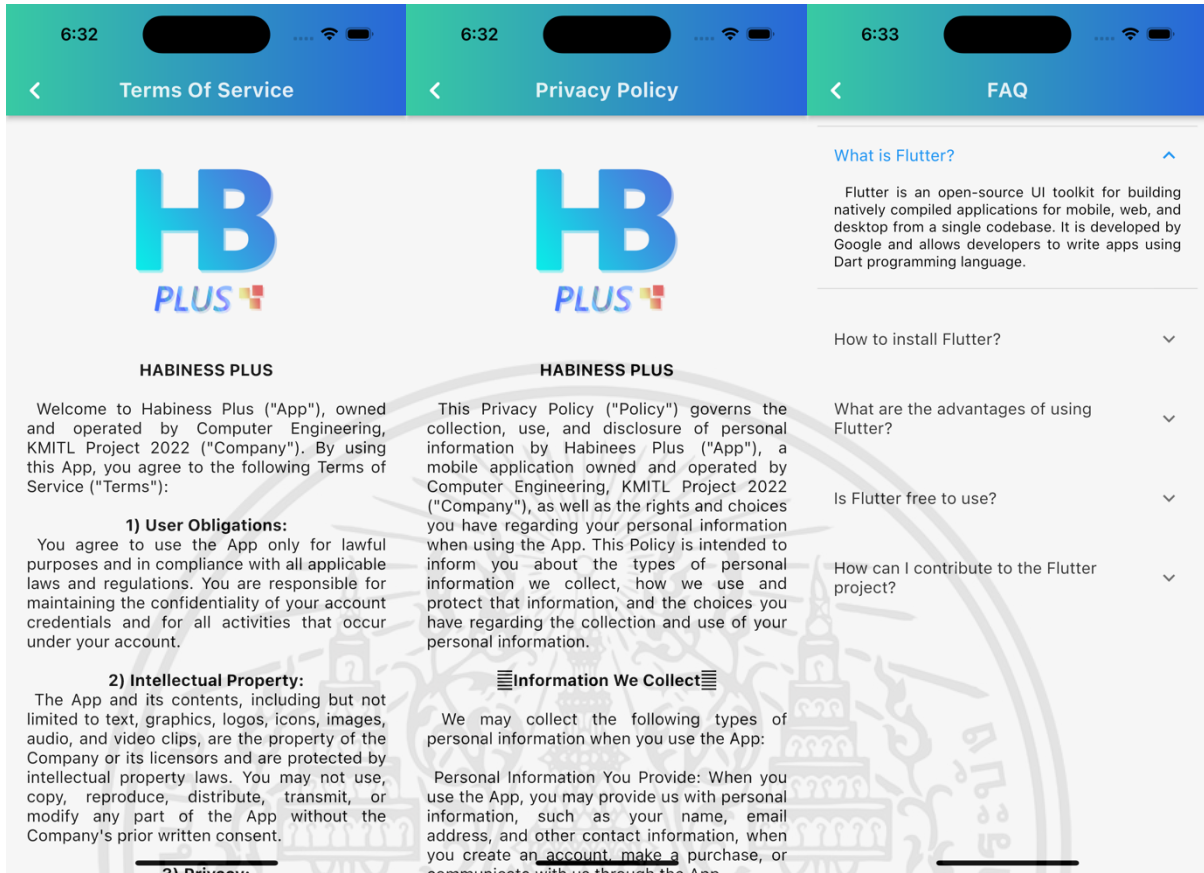 6:32
Terms Of Service
HB
PLUS
HABINESS PLUS
Welcome to Habiness Plus ("App"), owned
and operated by Computer Engineering,
KMITL Project 2022 ("Company"). By using
this App, you agree to the following Terms of
Service ("Terms"):
1) User Obligations:
You agree to use the App only for lawful
purposes and in compliance with all applicable
laws and regulations. You are responsible for
maintaining the confidentiality of your account
credentials and for all activities that occur
under your account.
2) Intellectual Property:
The App and its contents, including but not
limited to text, graphics, logos, icons, images,
audio, and video clips, are the property of the
Company or its licensors and are protected by
intellectual property laws. You may not use,
copy, reproduce, distribute, transmit, or
modify any part of the App without the
Company's prior written consent.
3) Privacy:
6:32
Privacy Policy
HB
PLUS
HABINESS PLUS
This Privacy Policy ("Policy") governs the
collection, use, and disclosure of personal
information by Habinees Plus ("App"), a
mobile application owned and operated by
Computer Engineering, KMITL Project 2022
("Company"), as well as the rights and choices
you have regarding your personal information
when using the App. This Policy is intended to
inform you about the types of personal
information we collect, how we use and
protect that information, and the choices you
have regarding the collection and use of your
personal information.
Information We Collect
We may collect the following types of
personal information when you use the App:
Personal Information You Provide: When you
use the App, you may provide us with personal
information, such as your name, email
address, and other contact information, when
you create an account, make a purchase, or
communicate with us through the App.
6:33
FAQ
What is Flutter?
Flutter is an open-source UI toolkit for building
natively compiled applications for mobile, web, and
desktop from a single codebase. It is developed by
Google and allows developers to write apps using
Dart programming language.
How to install Flutter?
What are the advantages of using
Flutter?
Is Flutter free to use?
How can I contribute to the Flutter
project?